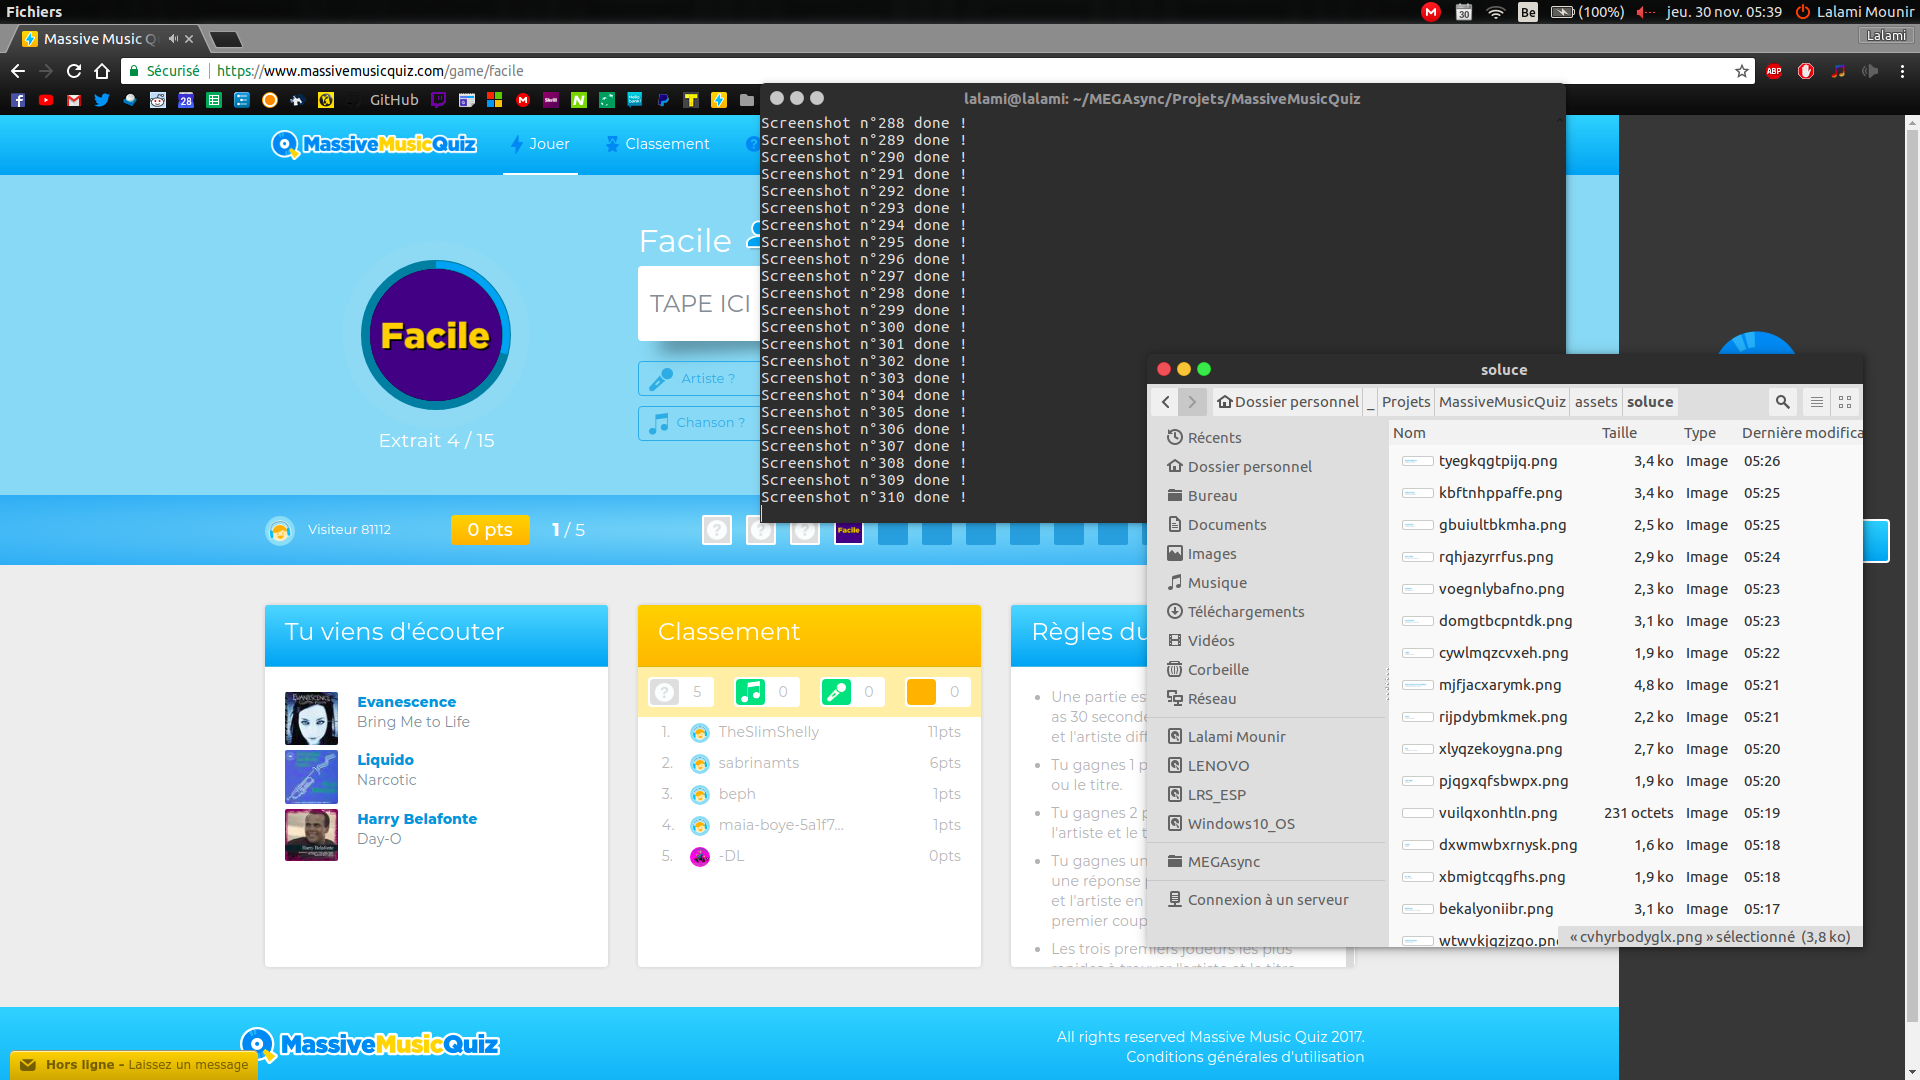 Fichiers
30
Be
(100%)
jeu. 30 nov. 05:39
Lalami Mounir
Massive Music Q
Lalami
Sécurisé
https://www.massivemusicquiz.com/game/facile
ABP
28
GitHub
lalami@lalami: ~/MEGAsync/Projets/MassiveMusicQuiz
MassiveMusicQuiz
Jouer
Classement
Screenshot n°288 done !
Screenshot n°289 done !
Screenshot n°290 done !
Screenshot n°291 done !
Screenshot n°292 done !
Screenshot n°293 done !
Screenshot n°294 done !
Screenshot n°295 done !
Screenshot n°296 done !
Screenshot n°297 done !
Screenshot n°298 done !
Screenshot n°299 done !
Screenshot n°300 done !
Screenshot n°301 done !
Screenshot n°302 done !
Screenshot n°303 done !
Screenshot n°304 done !
Screenshot n°305 done !
Screenshot n°306 done !
Screenshot n°307 done !
Screenshot n°308 done !
Screenshot n°309 done !
Screenshot n°310 done !
Facile
TAPE ICI
Facile
Artiste ?
Chanson ?
Extrait 4 / 15
Visiteur 81112
0 pts
1 / 5
Facile
Tu viens d'écouter
Evanescence
Bring Me to Life
Liquido
Narcotic
Harry Belafonte
Day-O
Classement
5
0
0
0
1. TheSlimShelly 11pts
2. sabrinamts 6pts
3. beph 1pts
4. maia-boye-5a1f7... 1pts
5. -DL 0pts
Règles du
Une partie es
as 30 seconde
et l'artiste diff
Tu gagnes 1 p
ou le titre.
Tu gagnes 2 p
l'artiste et le t
Tu gagnes un
une réponse p
et l'artiste en
premier coup
Les trois premiers joueurs les plus
rapides à trouver l'artiste et le titre
soluce
Dossier personnel
_
Projets
MassiveMusicQuiz
assets
soluce
Récents
Dossier personnel
Bureau
Documents
Images
Musique
Téléchargements
Vidéos
Corbeille
Réseau
Lalami Mounir
LENOVO
LRS_ESP
Windows10_OS
MEGAsync
Connexion à un serveur
Nom Taille Type Dernière modifica
tyegkqgtpijq.png 3,4 ko Image 05:26
kbftnhppaffe.png 3,4 ko Image 05:25
gbuiultbkmha.png 2,5 ko Image 05:25
rqhjazyrrfus.png 2,9 ko Image 05:24
voegnlybafno.png 2,3 ko Image 05:23
domgtbcpntdk.png 3,1 ko Image 05:23
cywlmqzcvxeh.png 1,9 ko Image 05:22
mjfjacxarymk.png 4,8 ko Image 05:21
rijpdybmkmek.png 2,2 ko Image 05:21
xlyqzekoygna.png 2,7 ko Image 05:20
pjqgxqfsbwpx.png 1,9 ko Image 05:20
vuilqxonhtln.png 231 octets Image 05:19
dxwmwbxrnysk.png 1,6 ko Image 05:18
xbmigtcqgfhs.png 1,9 ko Image 05:18
bekalyoniibr.png 3,1 ko Image 05:17
wtwvkjgzjzgo.pn
« cvhyrbodyglx.png » sélectionné (3,8 ko)
MassiveMusicQuiz
All rights reserved Massive Music Quiz 2017.
Conditions générales d'utilisation
Hors ligne - Laissez un message